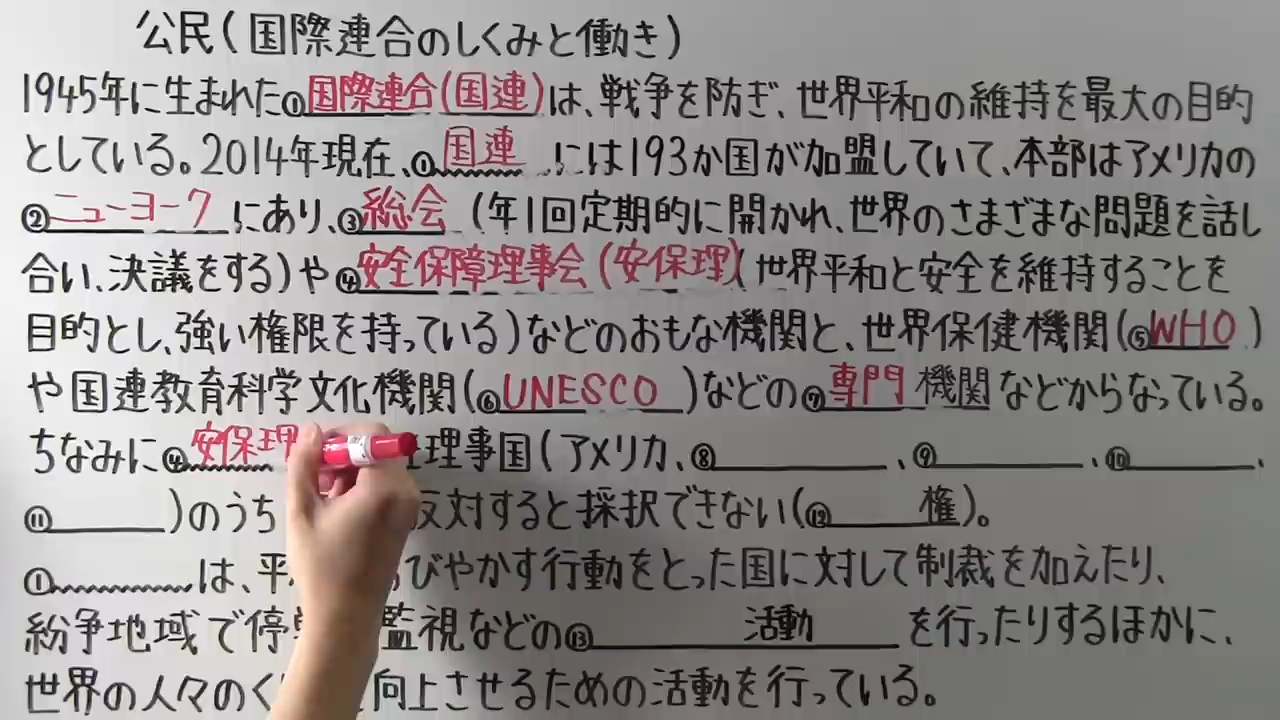 公民(国際連合のしくみと働き)
1945年に生まれた①国際連合(国連)は、戦争を防ぎ、世界平和の維持を最大の目的
としている。2014年現在、①国連には193か国が加盟していて、本部はアメリカの
②ニューヨークにあり、③総会(年1回定期的に開かれ、世界のさまざまな問題を話し
合い、決議をする)や④安全保障理事会(安保理)(世界平和と安全を維持することを
目的とし、強い権限を持っている)などのおもな機関と、世界保健機関(⑤WHO)
や国連教育科学文化機関(⑥UNESCO)などの⑦専門機関などからなっている。
ちなみに④安保理 理事国(アメリカ、⑧ 、⑨ 、⑩ 、
⑪ )のうち 反対すると採択できない(⑫ 権)。
①は、平 びやかす行動をとった国に対して制裁を加えたり、
紛争地域で停 監視などの⑬ 活動を行ったりするほかに、
世界の人々のく 向上させるための活動を行っている。